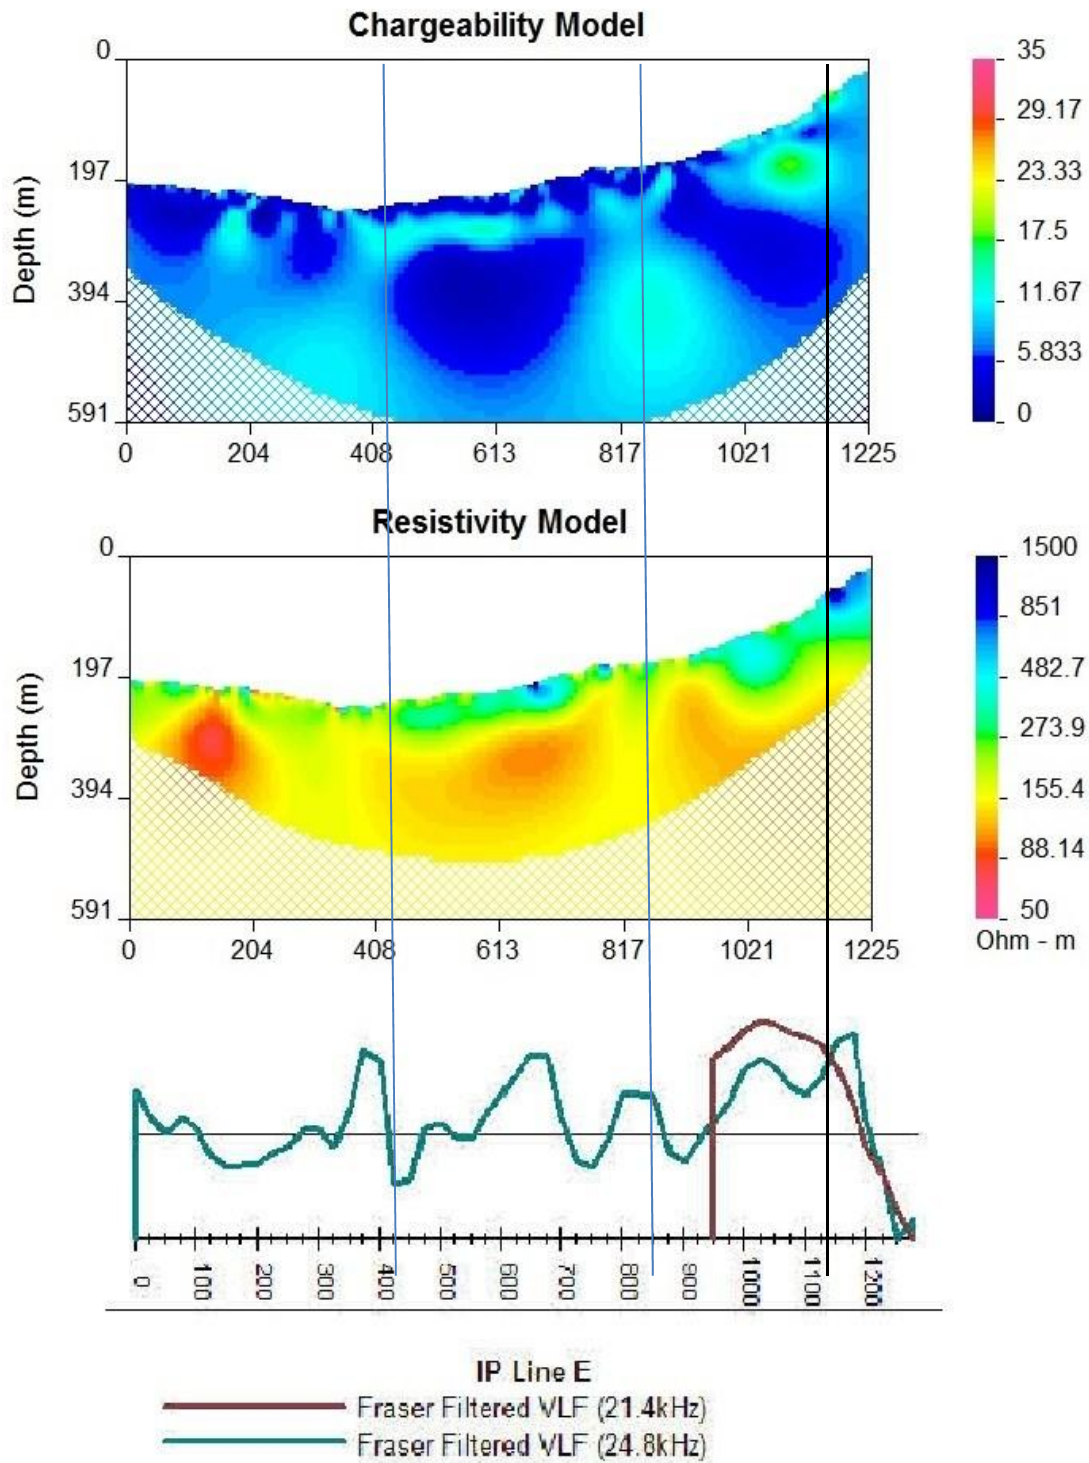 Chargeability Model
0
197
394
591
Depth (m)
0 204 408 613 817 1021 1225
35
29.17
23.33
17.5
11.67
5.833
0
Resistivity Model
0
197
394
591
Depth (m)
0 204 408 613 817 1021 1225
1500
851
482.7
273.9
155.4
88.14
50
Ohm - m
0 100 200 300 400 500 600 700 800 900 1000 1100 1200
IP Line E
Fraser Filtered VLF (21.4kHz)
Fraser Filtered VLF (24.8kHz)